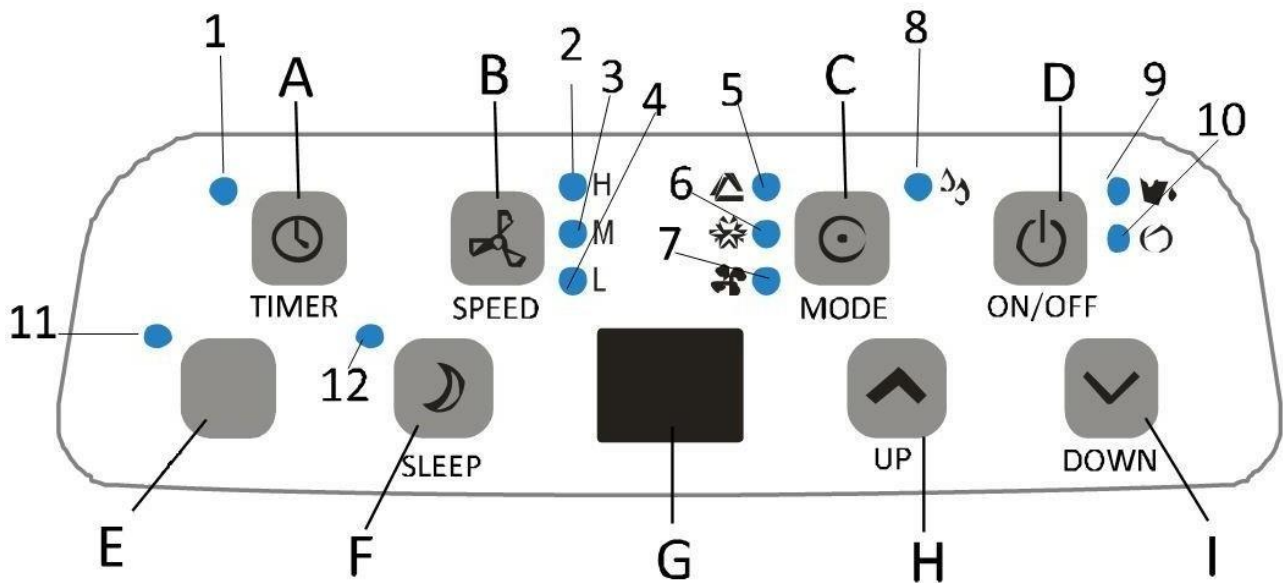 1 A B 2 3 4 5 C 8 D 9 10
H
6
M
7
L
TIMER SPEED MODE ON/OFF
11
12
SLEEP UP DOWN
E F G H I